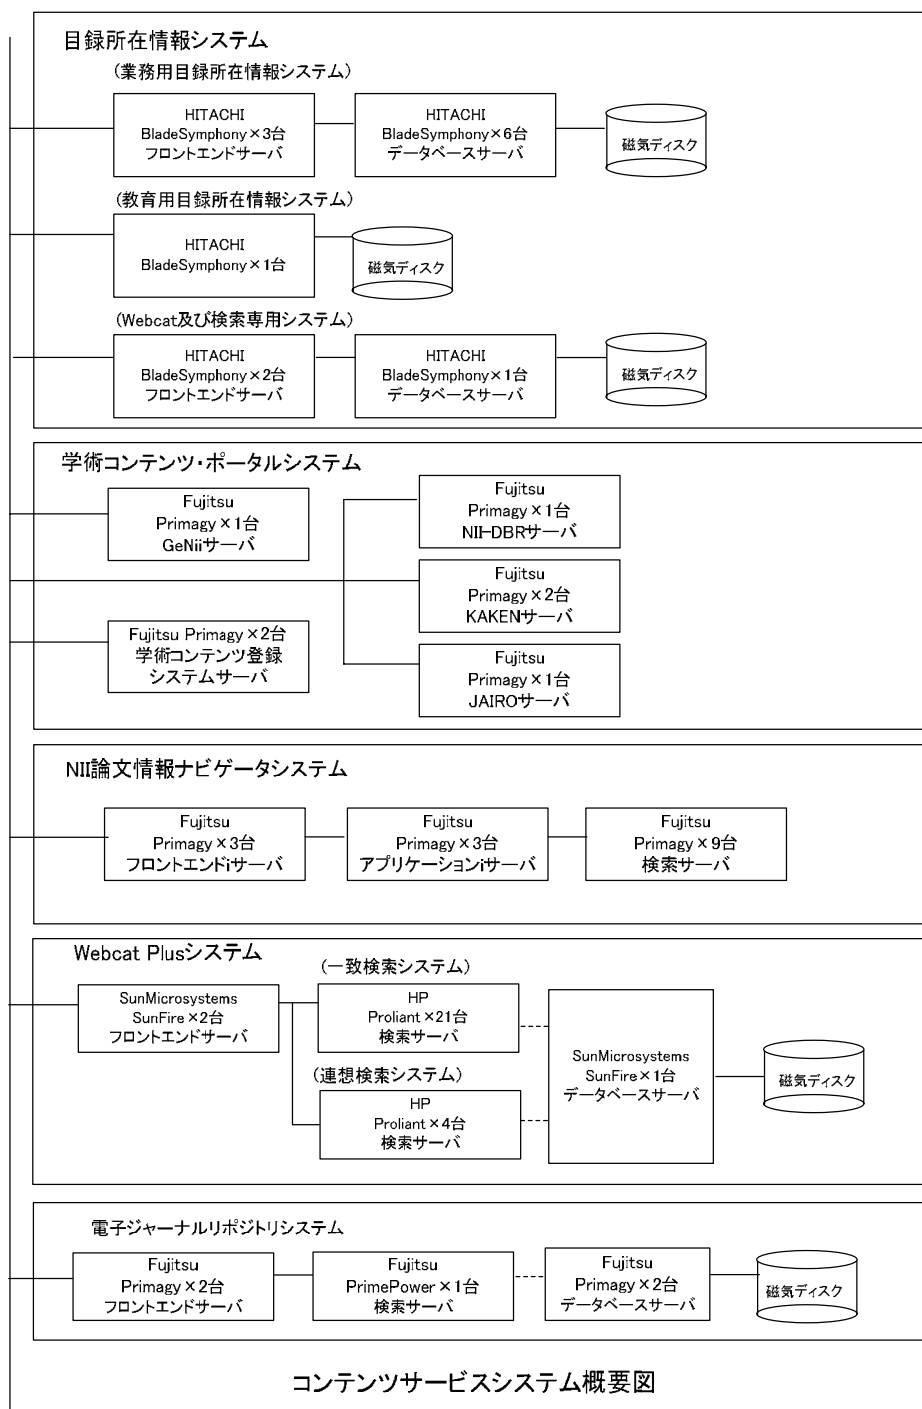 目録所在情報システム
(業務用目録所在情報システム)
HITACHI
BladeSymphony×3台
フロントエンドサーバ
HITACHI
BladeSymphony×6台
データベースサーバ
磁気ディスク
(教育用目録所在情報システム)
HITACHI
BladeSymphony×1台
磁気ディスク
(Webcat及び検索専用システム)
HITACHI
BladeSymphony×2台
フロントエンドサーバ
HITACHI
BladeSymphony×1台
データベースサーバ
磁気ディスク
学術コンテンツ・ポータルシステム
Fujitsu
Primagy×1台
GeNiiサーバ
Fujitsu
Primagy×1台
NII-DBRサーバ
Fujitsu
Primagy×2台
KAKENサーバ
Fujitsu Primagy×2台
学術コンテンツ登録
システムサーバ
Fujitsu
Primagy×1台
JAIROサーバ
NII論文情報ナビゲータシステム
Fujitsu
Primagy×3台
フロントエンドiサーバ
Fujitsu
Primagy×3台
アプリケーションiサーバ
Fujitsu
Primagy×9台
検索サーバ
Webcat Plusシステム
SunMicrosystems
SunFire×2台
フロントエンドサーバ
(一致検索システム)
HP
Proliant×21台
検索サーバ
(連想検索システム)
HP
Proliant×4台
検索サーバ
SunMicrosystems
SunFire×1台
データベースサーバ
磁気ディスク
電子ジャーナルリポジトリシステム
Fujitsu
Primagy×2台
フロントエンドサーバ
Fujitsu
PrimePower×1台
検索サーバ
Fujitsu
Primagy×2台
データベースサーバ
磁気ディスク
コンテンツサービスシステム概要図